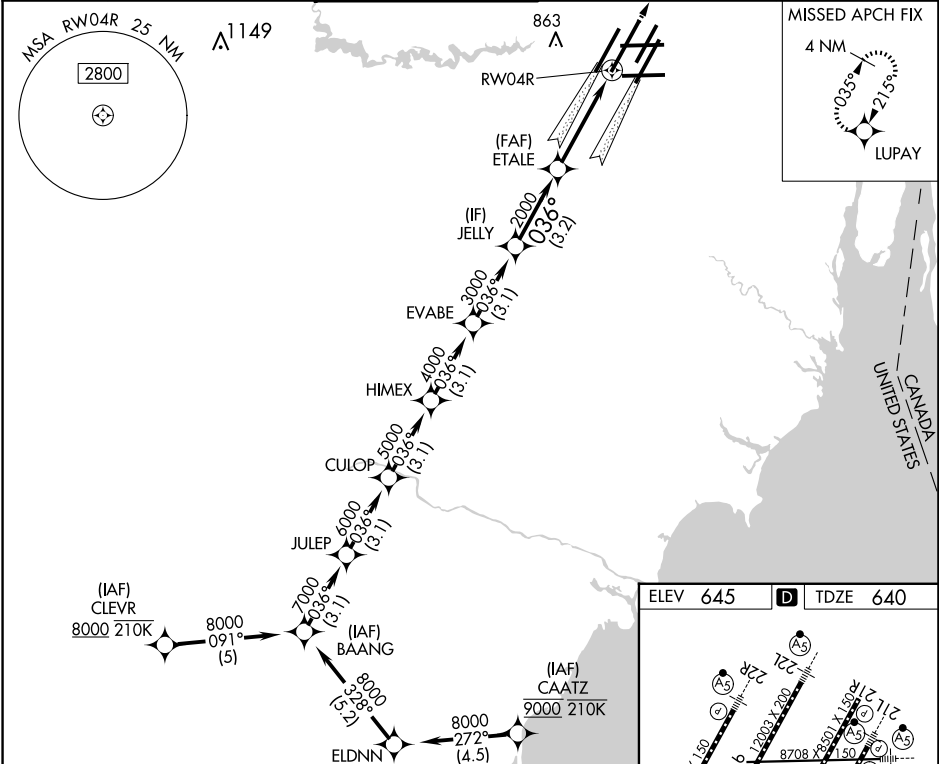 MSA RW04R 25 NM
2800
1149
863
RW04R
MISSED APCH FIX
4 NM
035°
215°
LUPAY
(FAF)
ETALE
2000
036°
(3.2)
(IF)
JELLY
3000
036°
(3.1)
EVABE
4000
036°
(3.1)
HIMEX
5000
036°
(3.1)
CULOP
6000
036°
(3.1)
JULEP
7000
036°
(3.1)
CANADA
UNITED STATES
(IAF)
CLEVR
8000 210K
8000
091°
(5)
(IAF)
BAANG
8000
328°
(5.2)
ELDNN
8000
272°
(4.5)
(IAF)
CAATZ
9000 210K
ELEV 645 D TDZE 640
A5
22R
A5
22L
21R
21L
A5
A5
P
P
P
12003 X 200
8501 X 150
8708 X 150
150